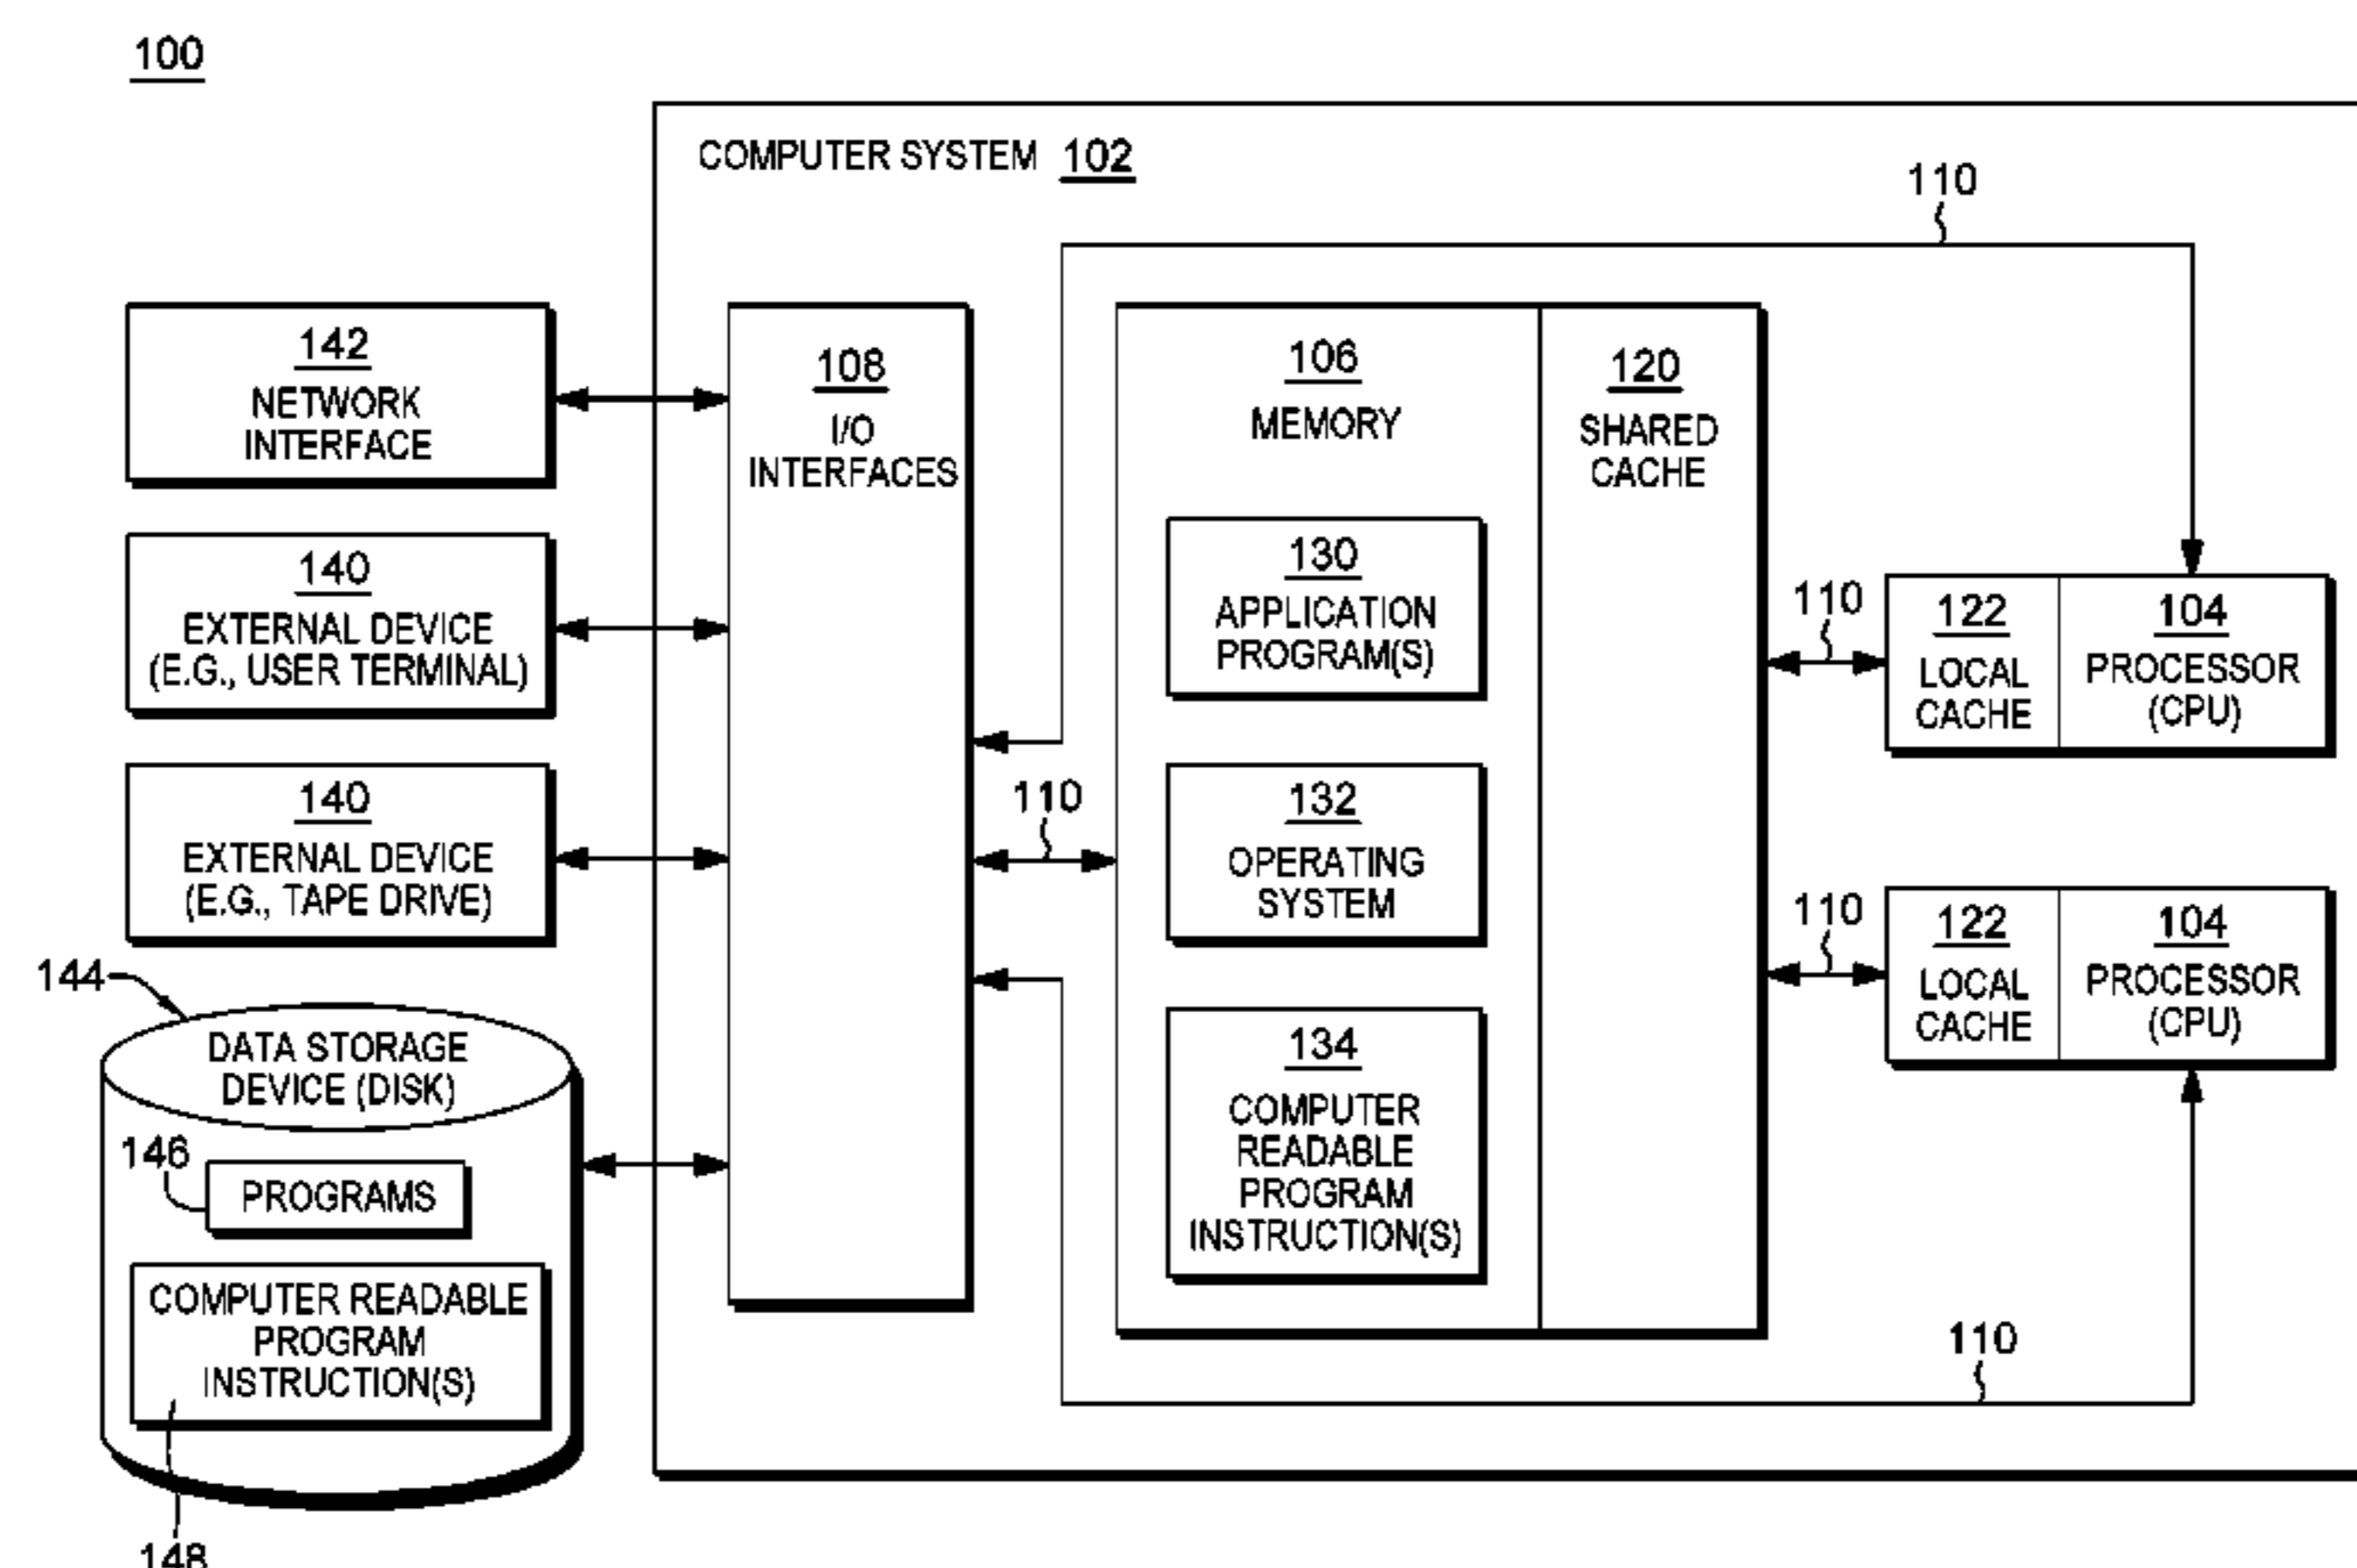 100
COMPUTER SYSTEM 102
110
142
NETWORK
INTERFACE
140
EXTERNAL DEVICE
(E.G., USER TERMINAL)
140
EXTERNAL DEVICE
(E.G., TAPE DRIVE)
144
DATA STORAGE
DEVICE (DISK)
146
PROGRAMS
COMPUTER READABLE
PROGRAM
INSTRUCTION(S)
148
108
I/O
INTERFACES
110
106
MEMORY
130
APPLICATION
PROGRAM(S)
132
OPERATING
SYSTEM
134
COMPUTER
READABLE
PROGRAM
INSTRUCTION(S)
120
SHARED
CACHE
110
122
LOCAL
CACHE
104
PROCESSOR
(CPU)
110
122
LOCAL
CACHE
104
PROCESSOR
(CPU)
110